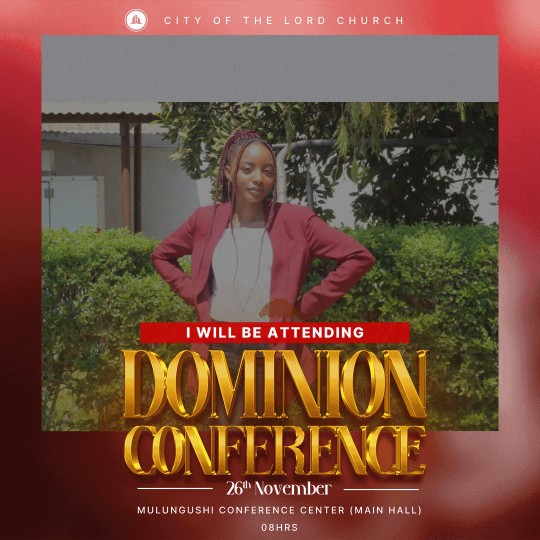 CITY OF THE LORD CHURCH
I WILL BE ATTENDING
DOMINION
CONFERENCE
26th November
MULUNGUSHI CONFERENCE CENTER (MAIN HALL)
08HRS